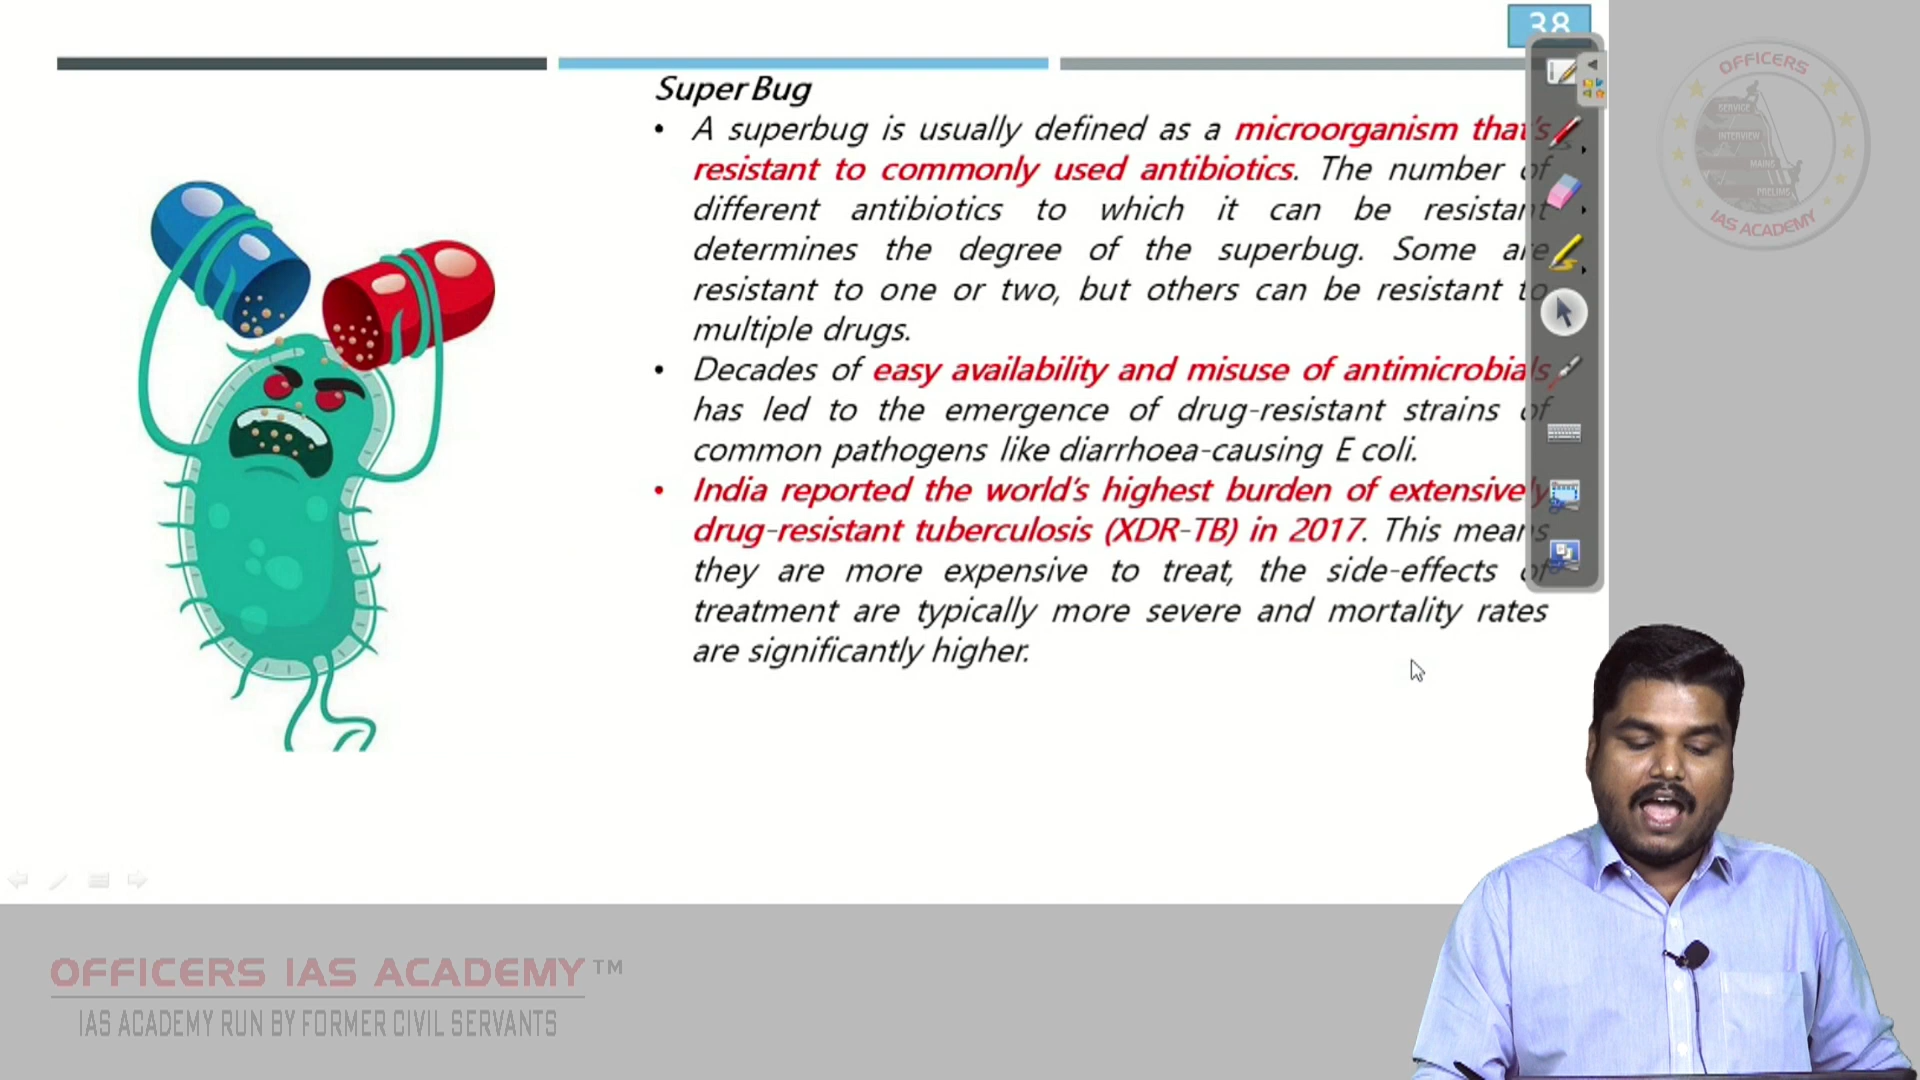 38
Super Bug
• A superbug is usually defined as a microorganism that's
resistant to commonly used antibiotics. The number of
different antibiotics to which it can be resistant
determines the degree of the superbug. Some are
resistant to one or two, but others can be resistant to
multiple drugs.
• Decades of easy availability and misuse of antimicrobials
has led to the emergence of drug-resistant strains of
common pathogens like diarrhoea-causing E coli.
• India reported the world's highest burden of extensively
drug-resistant tuberculosis (XDR-TB) in 2017. This means
they are more expensive to treat, the side-effects of
treatment are typically more severe and mortality rates
are significantly higher.
OFFICERS
SERVICE
INTERVIEW
MAINS
PRELIMS
IAS ACADEMY
OFFICERS IAS ACADEMY™
IAS ACADEMY RUN BY FORMER CIVIL SERVANTS